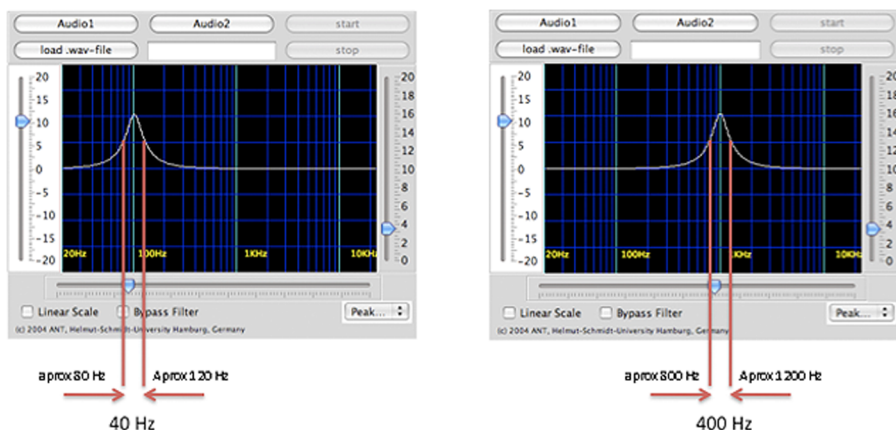 Audio1 Audio2 start
load .wav-file stop
20 20
15 18
10 16
5 14
0 12
-5 10
-10 8
-15 6
-20 4
2
0
20Hz 100Hz 1KHz 10KHz
Linear Scale Bypass Filter Peak...
(c) 2004 ANT, Helmut-Schmidt-University Hamburg, Germany
aprox 80 Hz Aprox 120 Hz
40 Hz
Audio1 Audio2 start
load .wav-file stop
20 20
15 18
10 16
5 14
0 12
-5 10
-10 8
-15 6
-20 4
2
0
20Hz 100Hz 1KHz 10KHz
Linear Scale Bypass Filter Peak...
(c) 2004 ANT, Helmut-Schmidt-University Hamburg, Germany
aprox 800 Hz Aprox 1200 Hz
400 Hz